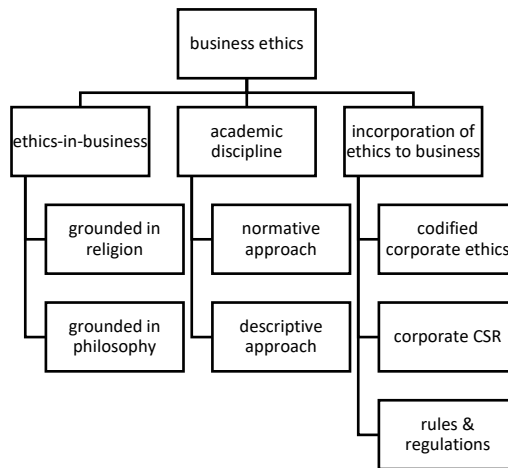 business ethics
ethics-in-business
academic
discipline
incorporation of
ethics to business
grounded in
religion
normative
approach
codified
corporate ethics
grounded in
philosophy
descriptive
approach
corporate CSR
rules &
regulations